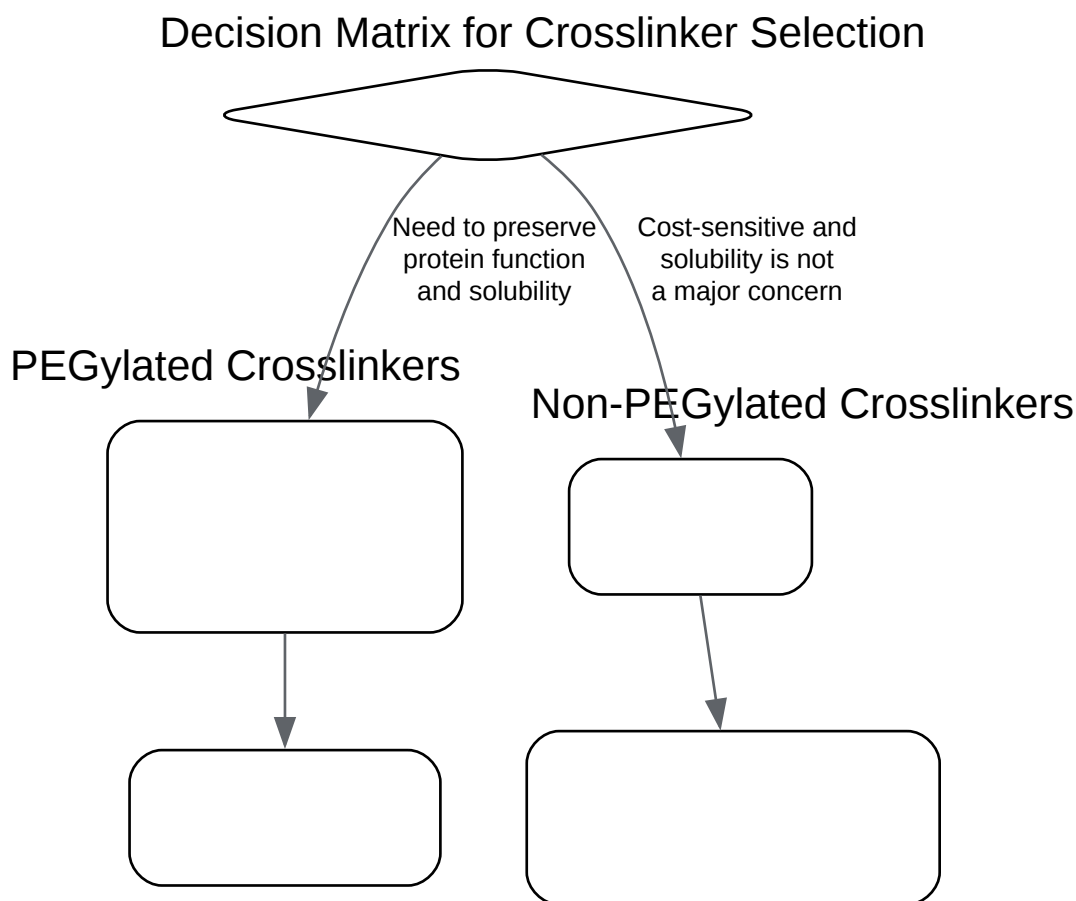 Decision Matrix for Crosslinker Selection
Need to preserve
protein function
and solubility
Cost-sensitive and
solubility is not
a major concern
PEGylated Crosslinkers
Non-PEGylated Crosslinkers